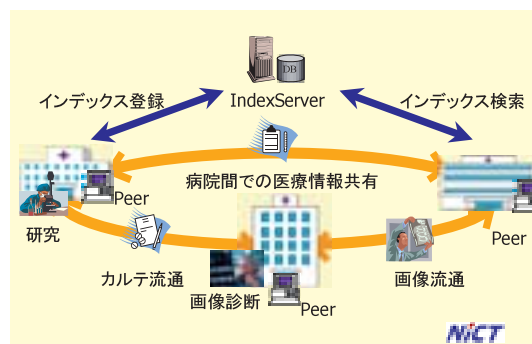 DB
インデックス登録
IndexServer
インデックス検索
病院間での医療情報共有
Peer
研究
Peer
カルテ流通
画像流通
画像診断
Peer
NiCT